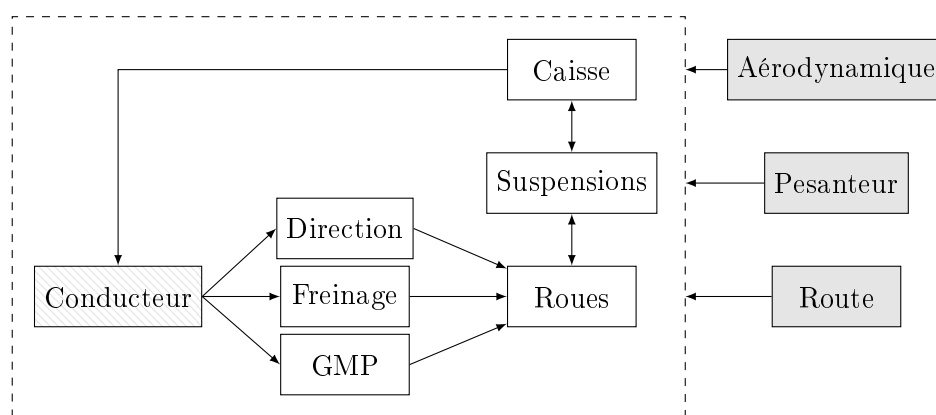 Caisse
Aérodynamique
Suspensions
Pesanteur
Direction
Conducteur
Freinage
Roues
Route
GMP